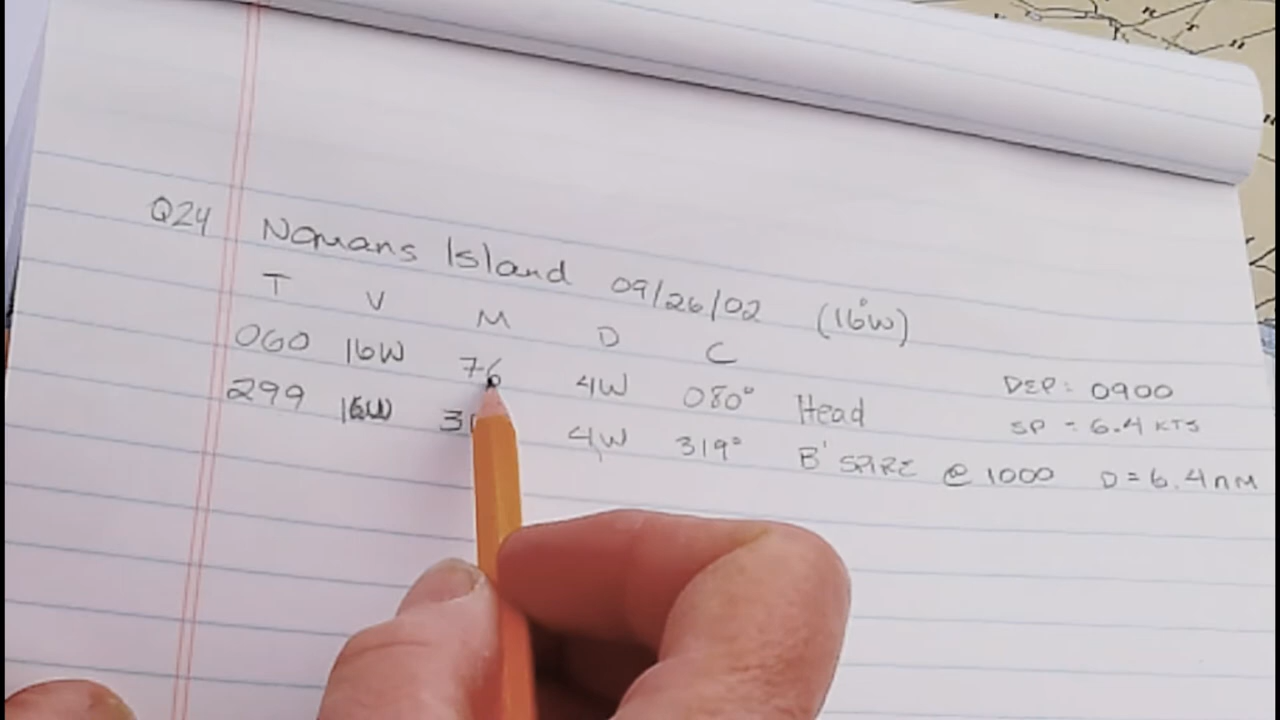 Q24 Nomans Island 09/26/02 (16°W)
T V M D C
060 16W 76 4W 080° Head DEP: 0900
SP = 6.4 KTS
299 16W 4W 319° B' SPIRE @ 1000 D = 6.4 nM